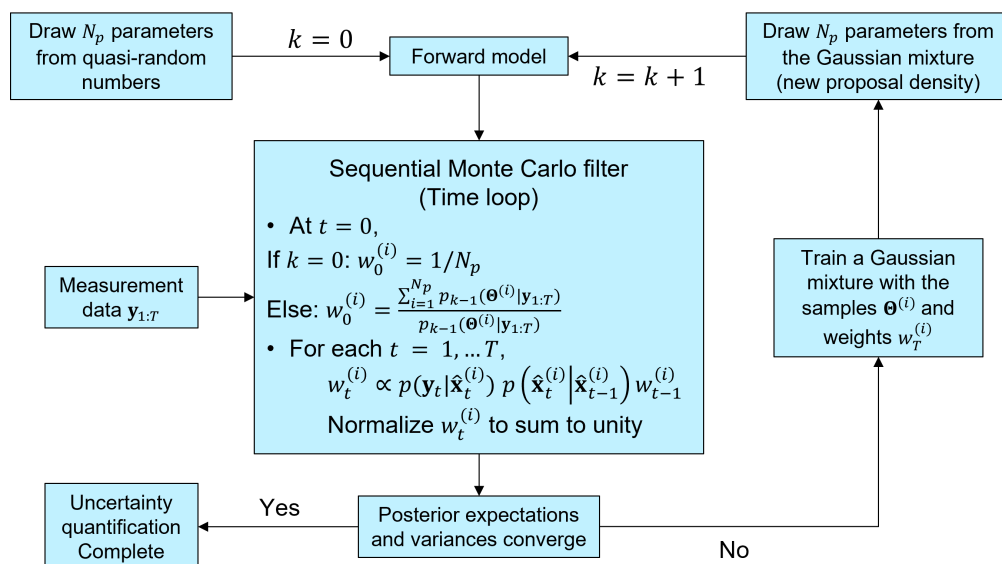 Draw N_p parameters
from quasi-random
numbers
k = 0
Forward model
k = k + 1
Draw N_p parameters from
the Gaussian mixture
(new proposal density)
Sequential Monte Carlo filter
(Time loop)
• At t = 0,
If k = 0: w_0^{(i)} = 1/N_p
Else: w_0^{(i)} = \frac{\sum_{i=1}^{N_p} p_{k-1}(Θ^{(i)}|y_{1:T})}{p_{k-1}(Θ^{(i)}|y_{1:T})}
• For each t = 1, … T,
w_t^{(i)} ∝ p(y_t|x̂_t^{(i)}) p(x̂_t^{(i)}|x̂_{t-1}^{(i)}) w_{t-1}^{(i)}
Normalize w_t^{(i)} to sum to unity
Measurement
data y_{1:T}
Train a Gaussian
mixture with the
samples Θ^{(i)} and
weights w_T^{(i)}
Uncertainty
quantification
Complete
Yes
Posterior expectations
and variances converge
No